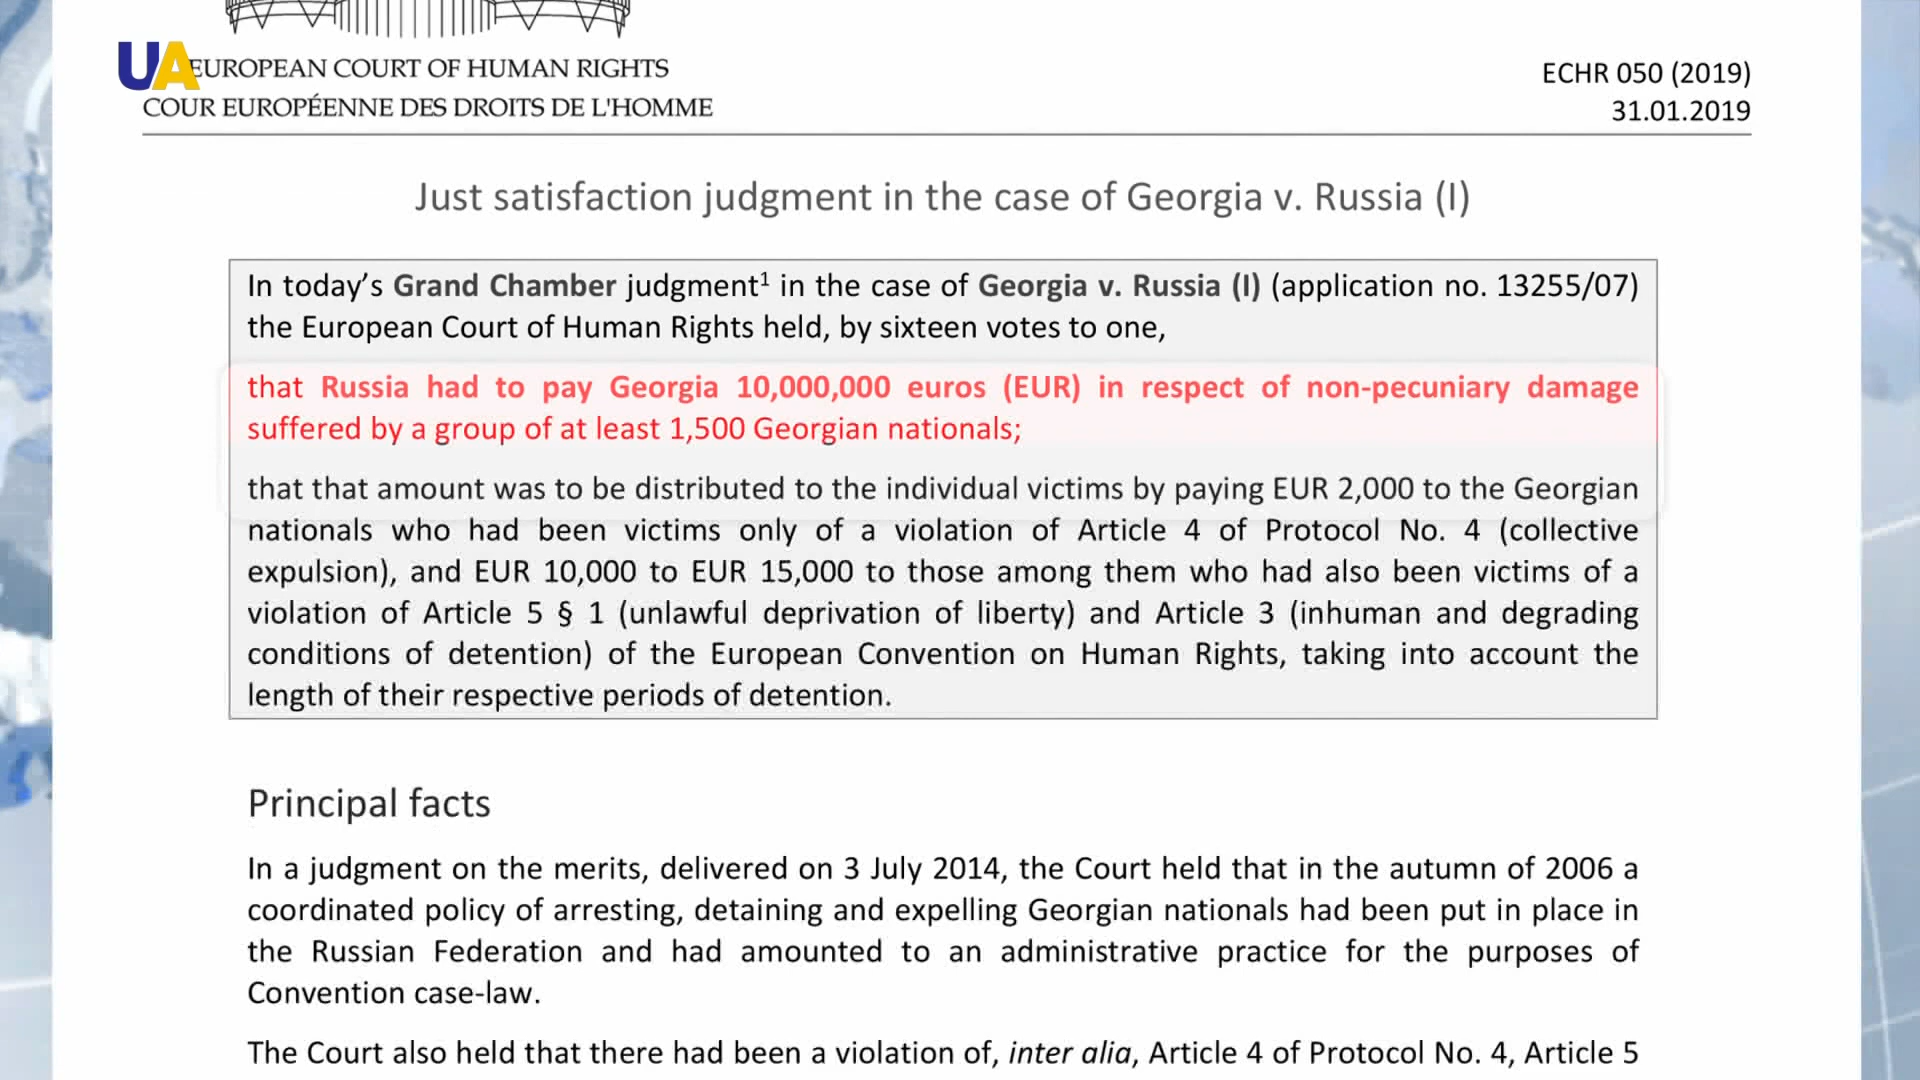 UA
EUROPEAN COURT OF HUMAN RIGHTS
COUR EUROPÉENNE DES DROITS DE L'HOMME
ECHR 050 (2019)
31.01.2019
Just satisfaction judgment in the case of Georgia v. Russia (I)
In today’s Grand Chamber judgment¹ in the case of Georgia v. Russia (I) (application no. 13255/07)
the European Court of Human Rights held, by sixteen votes to one,
that Russia had to pay Georgia 10,000,000 euros (EUR) in respect of non-pecuniary damage
suffered by a group of at least 1,500 Georgian nationals;
that that amount was to be distributed to the individual victims by paying EUR 2,000 to the Georgian
nationals who had been victims only of a violation of Article 4 of Protocol No. 4 (collective
expulsion), and EUR 10,000 to EUR 15,000 to those among them who had also been victims of a
violation of Article 5 § 1 (unlawful deprivation of liberty) and Article 3 (inhuman and degrading
conditions of detention) of the European Convention on Human Rights, taking into account the
length of their respective periods of detention.
Principal facts
In a judgment on the merits, delivered on 3 July 2014, the Court held that in the autumn of 2006 a
coordinated policy of arresting, detaining and expelling Georgian nationals had been put in place in
the Russian Federation and had amounted to an administrative practice for the purposes of
Convention case-law.
The Court also held that there had been a violation of, inter alia, Article 4 of Protocol No. 4, Article 5